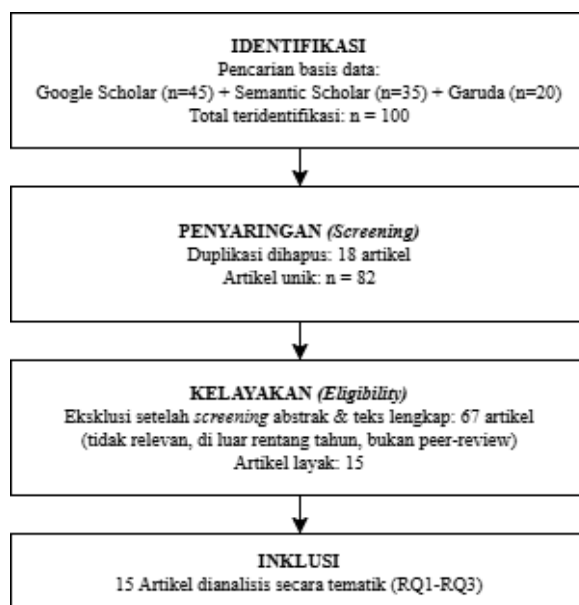 IDENTIFIKASI
Pencarian basis data:
Google Scholar (n=45) + Semantic Scholar (n=35) + Garuda (n=20)
Total teridentifikasi: n = 100
PENYARINGAN (Screening)
Duplikasi dihapus: 18 artikel
Artikel unik: n = 82
KELAYAKAN (Eligibility)
Eksklusi setelah screening abstrak & teks lengkap: 67 artikel
(tidak relevan, di luar rentang tahun, bukan peer-review)
Artikel layak: 15
INKLUSI
15 Artikel dianalisis secara tematik (RQ1-RQ3)